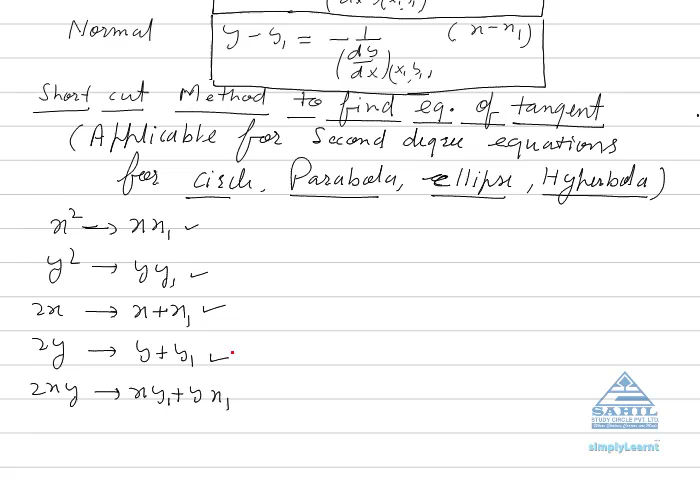 Normal y - y₁ = - 1/(dy/dx)(x₁, y₁) (x - x₁)
Short cut Method to find eq. of tangent
(Applicable for Second degree equations
for circle, Parabola, ellipse, Hyperbola)
x² → xx₁ ✓
y² → yy₁ ✓
2x → x + x₁ ✓
2y → y + y₁ ✓
2xy → xy₁ + yx₁
SAHIL
STUDY CIRCLE PVT. LTD.
simplyLearnt